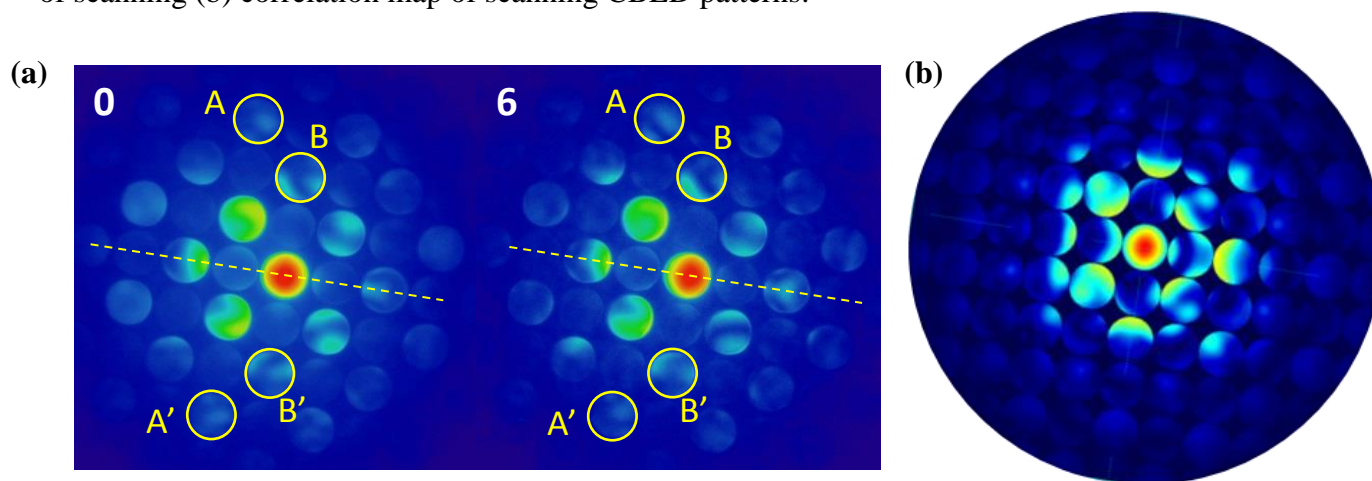 of scanning (b) correlation map of scanning CBED patterns.
(a)
0
A
B
A'
B'
6
A
B
A'
B'
(b)